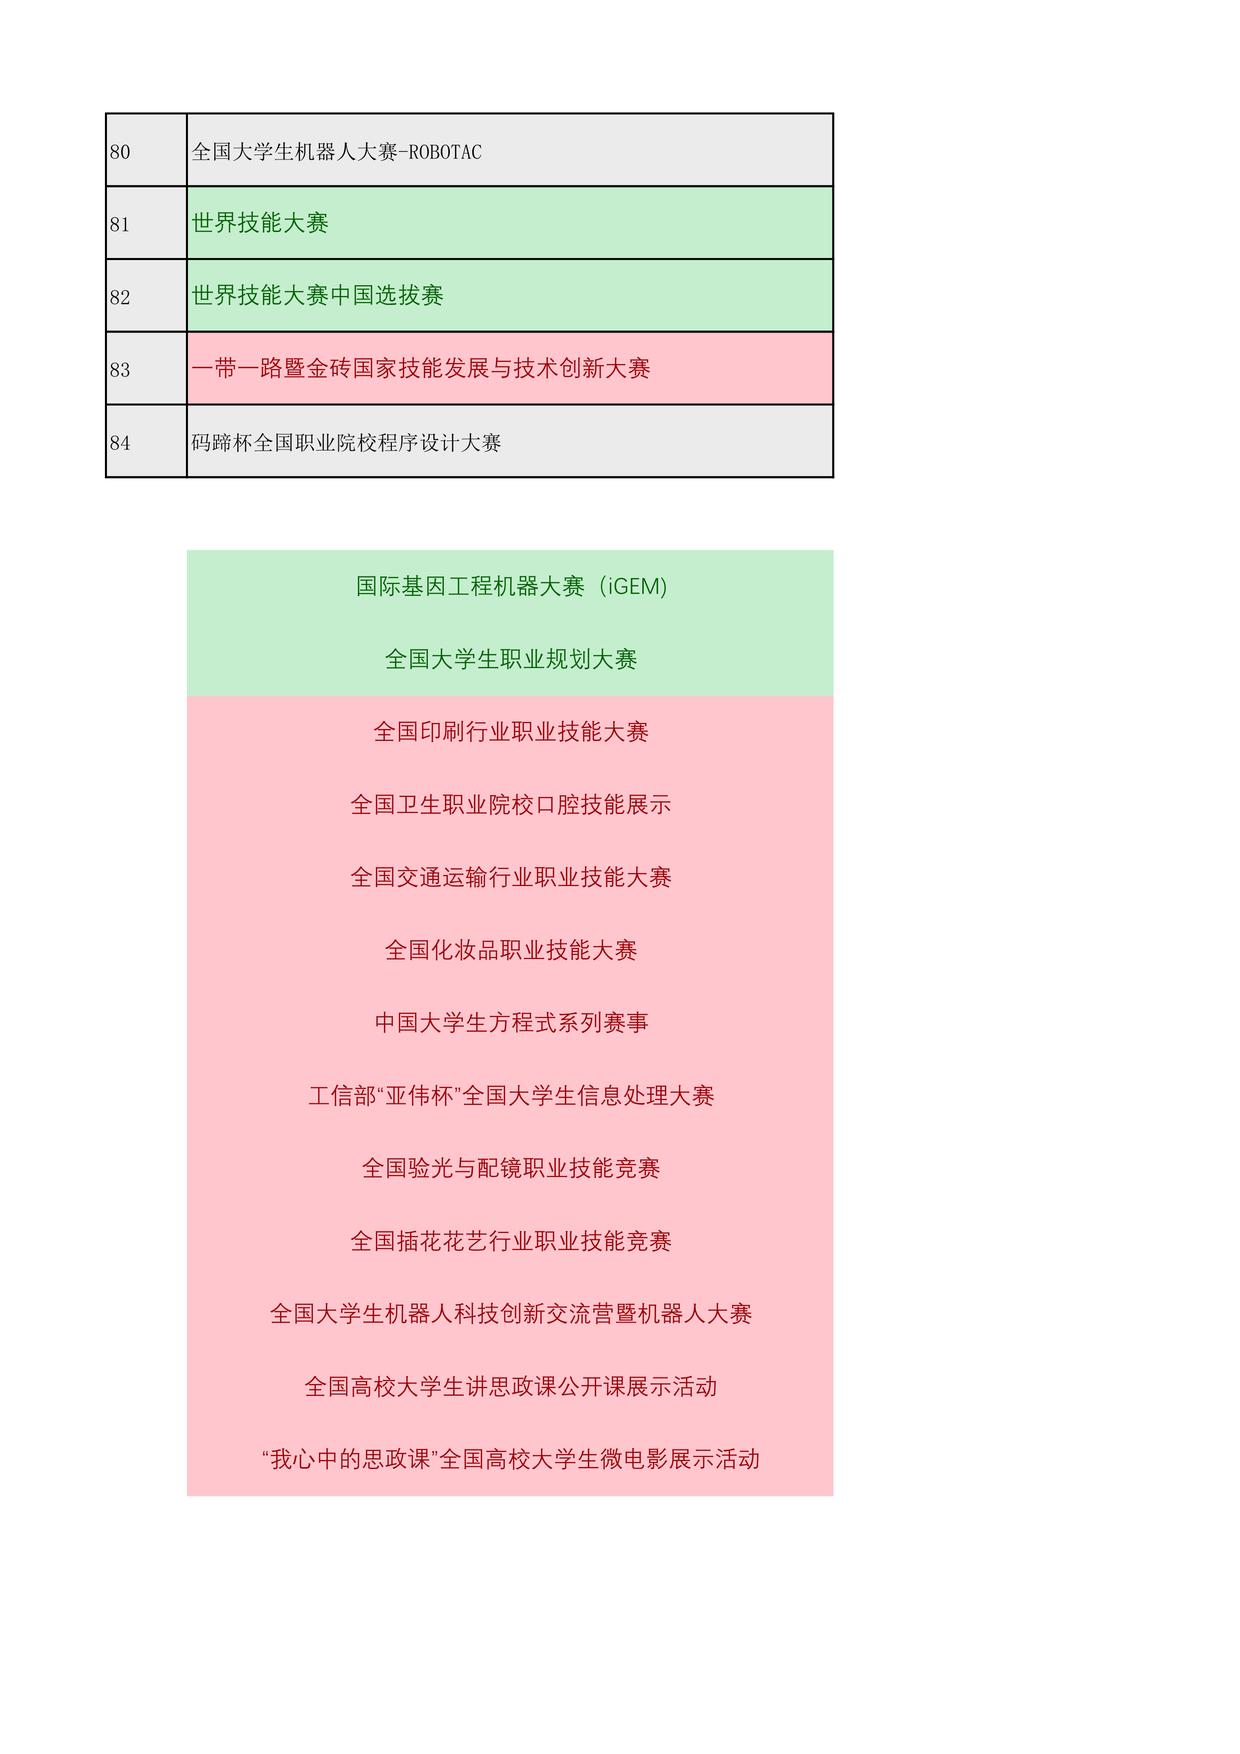 80 全国大学生机器人大赛-ROBOTAC
81 世界技能大赛
82 世界技能大赛中国选拔赛
83 一带一路暨金砖国家技能发展与技术创新大赛
84 码蹄杯全国职业院校程序设计大赛
国际基因工程机器大赛（iGEM)
全国大学生职业规划大赛
全国印刷行业职业技能大赛
全国卫生职业院校口腔技能展示
全国交通运输行业职业技能大赛
全国化妆品职业技能大赛
中国大学生方程式系列赛事
工信部“亚伟杯”全国大学生信息处理大赛
全国验光与配镜职业技能竞赛
全国插花花艺行业职业技能竞赛
全国大学生机器人科技创新交流营暨机器人大赛
全国高校大学生讲思政课公开课展示活动
“我心中的思政课”全国高校大学生微电影展示活动